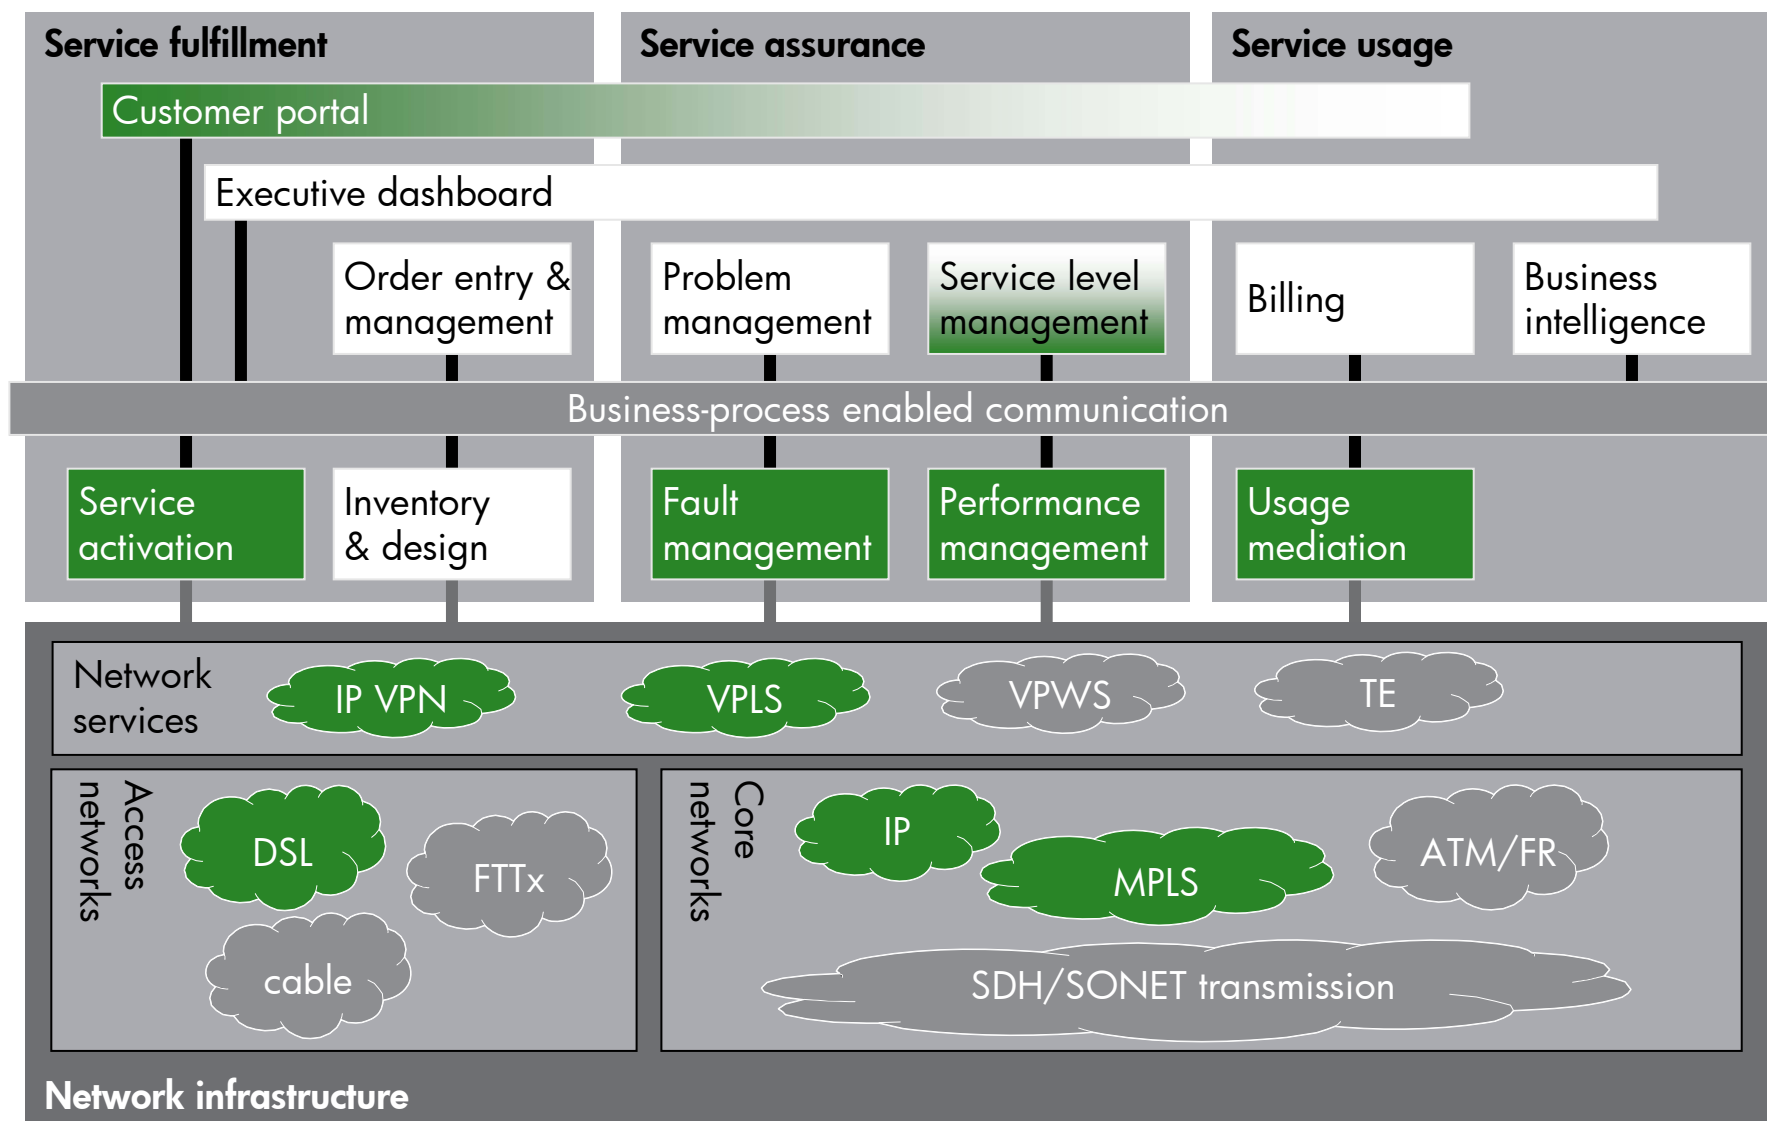 Service fulfillment
Service assurance
Service usage
Customer portal
Executive dashboard
Order entry &
management
Problem
management
Service level
management
Billing
Business
intelligence
Business-process enabled communication
Service
activation
Inventory
& design
Fault
management
Performance
management
Usage
mediation
Network
services
IP VPN
VPLS
VPWS
TE
Access
networks
DSL
FTTx
cable
Core
networks
IP
MPLS
ATM/FR
SDH/SONET transmission
Network infrastructure